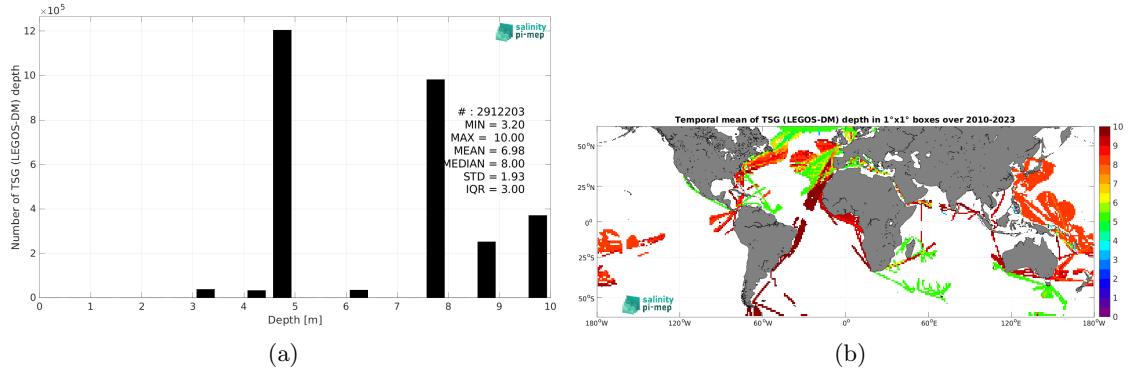 ×10⁵
12
10
8
6
4
2
0
Number of TSG (LEGOS-DM) depth
salinity
pi-mep
# : 2912203
MIN = 3.20
MAX = 10.00
MEAN = 6.98
MEDIAN = 8.00
STD = 1.93
IQR = 3.00
0 1 2 3 4 5 6 7 8 9 10
Depth [m]
(a)
Temporal mean of TSG (LEGOS-DM) depth in 1°x1° boxes over 2010-2023
50°N
25°N
0°
25°S
50°S
180°W 120°W 60°W 0° 60°E 120°E 180°W
salinity
pi-mep
10
9
8
7
6
5
4
3
2
1
0
(b)